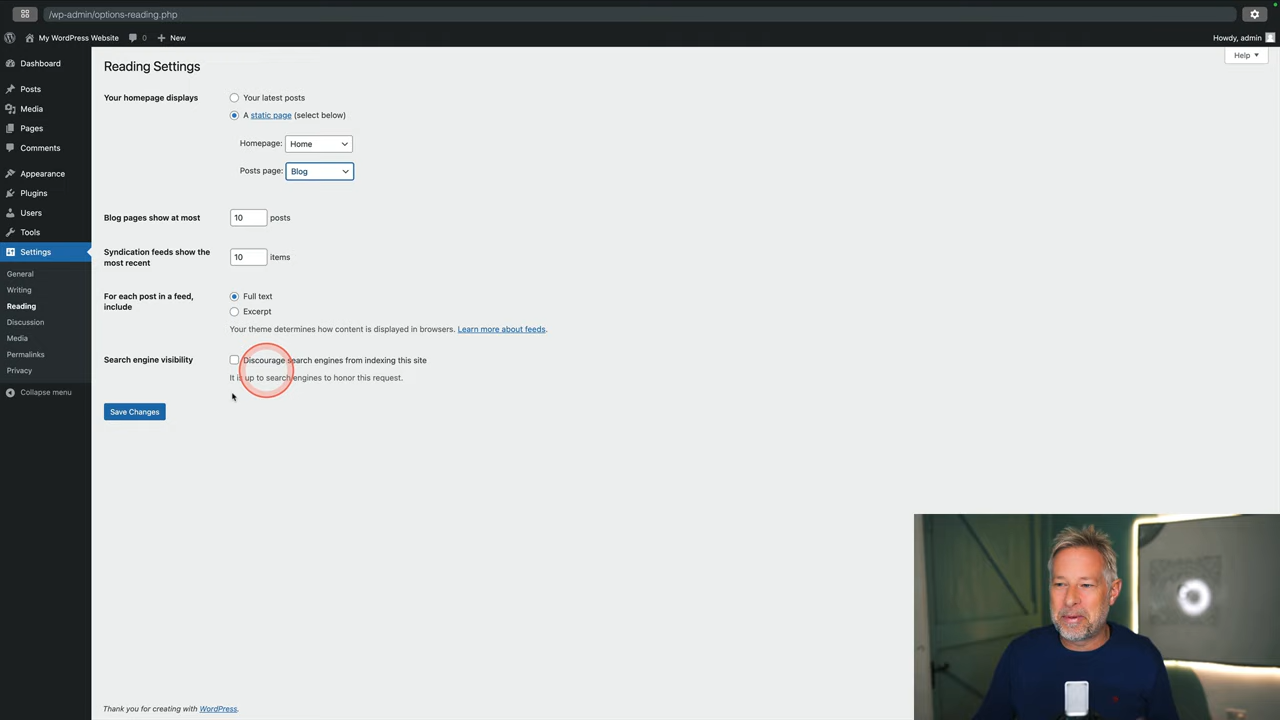 /wp-admin/options-reading.php
My WordPress Website 0 New Howdy, admin
Help
Dashboard
Posts
Media
Pages
Comments
Appearance
Plugins
Users
Tools
Settings
General
Writing
Reading
Discussion
Media
Permalinks
Privacy
Collapse menu
Reading Settings
Your homepage displays
Your latest posts
A static page (select below)
Homepage: Home
Posts page: Blog
Blog pages show at most 10 posts
Syndication feeds show the
most recent
10 items
For each post in a feed,
include
Full text
Excerpt
Your theme determines how content is displayed in browsers. Learn more about feeds.
Search engine visibility
Discourage search engines from indexing this site
It is up to search engines to honor this request.
Save Changes
Thank you for creating with WordPress.